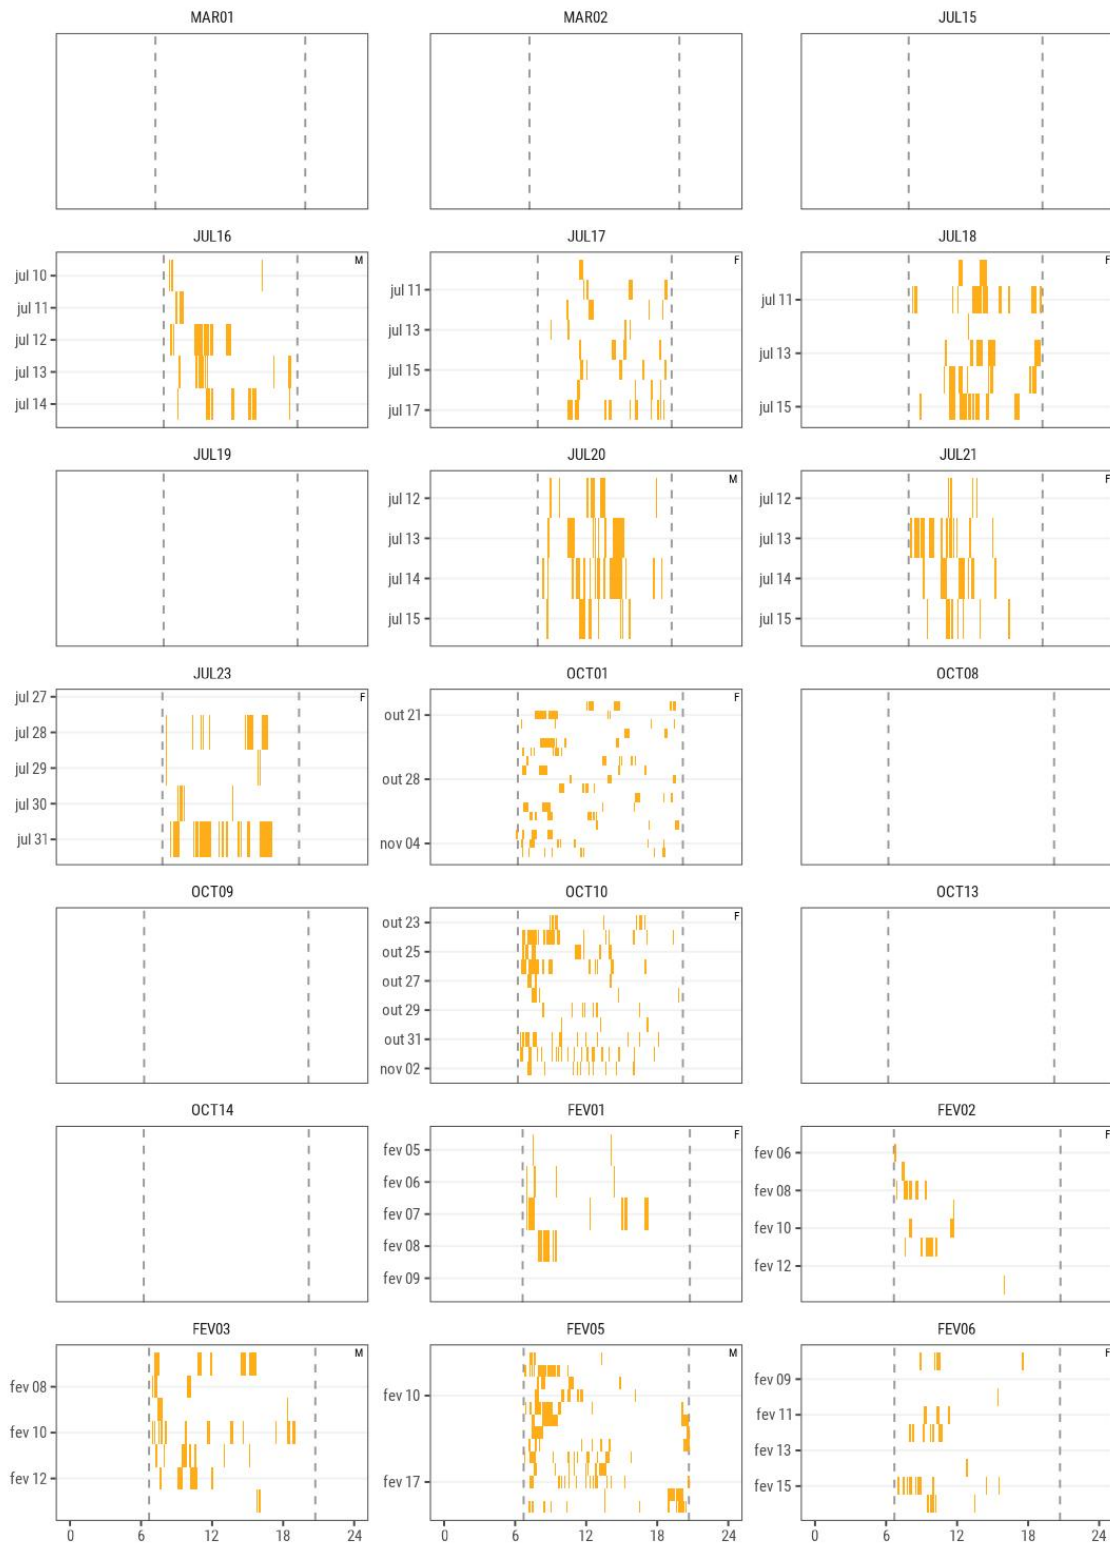 MAR01 MAR02 JUL15
JUL16 JUL17 JUL18
M F F
jul 10
jul 11
jul 12
jul 13
jul 14
jul 11
jul 13
jul 15
jul 17
jul 11
jul 13
jul 15
JUL19 JUL20 JUL21
M F
jul 12
jul 13
jul 14
jul 15
jul 12
jul 13
jul 14
jul 15
JUL23 OCT01 OCT08
F F
jul 27
jul 28
jul 29
jul 30
jul 31
out 21
out 28
nov 04
OCT09 OCT10 OCT13
F
out 23
out 25
out 27
out 29
out 31
nov 02
OCT14 FEV01 FEV02
F F
fev 05
fev 06
fev 07
fev 08
fev 09
fev 06
fev 08
fev 10
fev 12
FEV03 FEV05 FEV06
M M F
fev 08
fev 10
fev 12
fev 10
fev 17
fev 09
fev 11
fev 13
fev 15
0 6 12 18 24 0 6 12 18 24 0 6 12 18 24